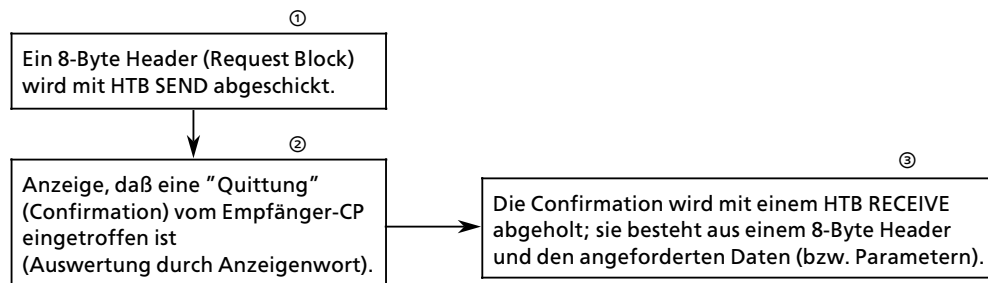 ①
Ein 8-Byte Header (Request Block)
wird mit HTB SEND abgeschickt.
②
Anzeige, daß eine "Quittung"
(Confirmation) vom Empfänger-CP
eingetroffen ist
(Auswertung durch Anzeigenwort).
③
Die Confirmation wird mit einem HTB RECEIVE
abgeholt; sie besteht aus einem 8-Byte Header
und den angeforderten Daten (bzw. Parametern).